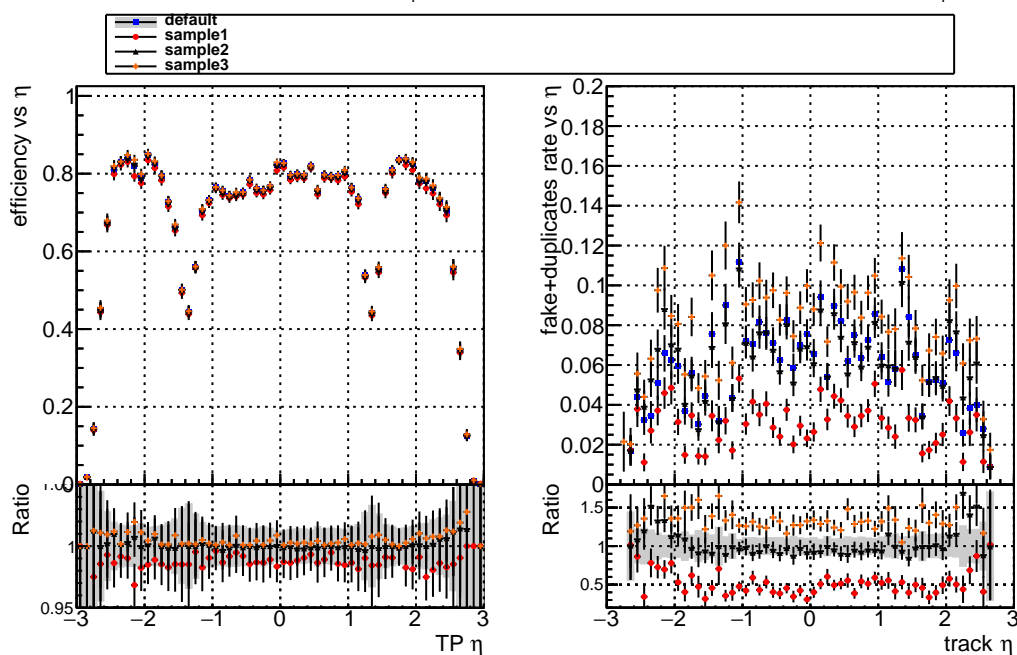 default
sample1
sample2
sample3
efficiency vs η
1
0.8
0.6
0.4
0.2
0
Ratio
1
0.95
−3 −2 −1 0 1 2 3
TP η
fake+duplicates rate vs η
0.2
0.18
0.16
0.14
0.12
0.1
0.08
0.06
0.04
0.02
0
Ratio
1.5
1
0.5
−3 −2 −1 0 1 2 3
track η